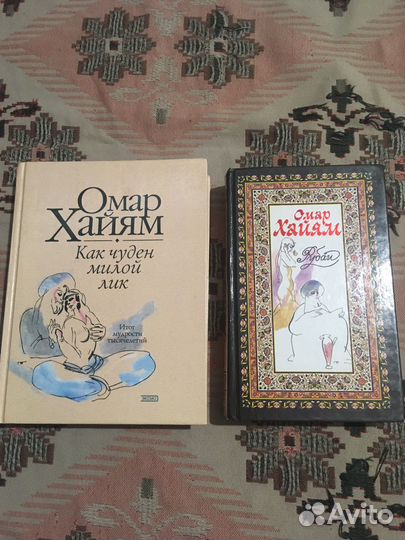 Омар
Хайям
Как чуден
милой
лик
Итог
мудрости
тысячелетий
ЭКСМО
Омар
Хайям
Рубаи
Avito